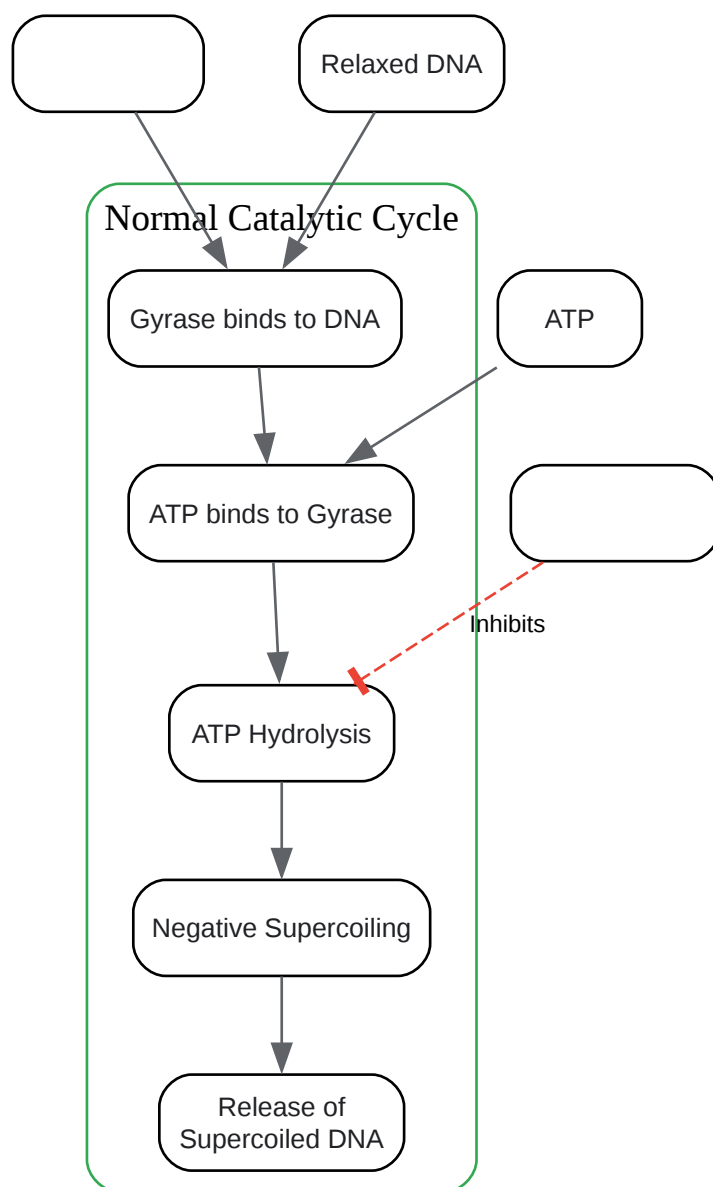 Relaxed DNA
Normal Catalytic Cycle
Gyrase binds to DNA
ATP
ATP binds to Gyrase
Inhibits
ATP Hydrolysis
Negative Supercoiling
Release of
Supercoiled DNA